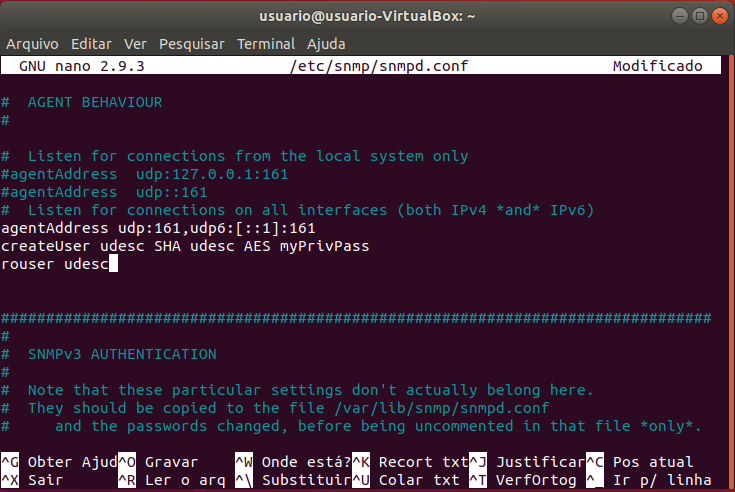 usuario@usuario-VirtualBox: ~
Arquivo Editar Ver Pesquisar Terminal Ajuda
GNU nano 2.9.3 /etc/snmp/snmpd.conf Modificado
#  AGENT BEHAVIOUR
#
#  Listen for connections from the local system only
#agentAddress  udp:127.0.0.1:161
#agentAddress  udp::161
#  Listen for connections on all interfaces (both IPv4 *and* IPv6)
agentAddress udp:161,udp6:[::1]:161
createUser udesc SHA udesc AES myPrivPass
rouser udesc
###############################################################################
#
#  SNMPv3 AUTHENTICATION
#
#  Note that these particular settings don't actually belong here.
#  They should be copied to the file /var/lib/snmp/snmpd.conf
#     and the passwords changed, before being uncommented in that file *only*.
^G Obter Ajud ^O Gravar ^W Onde está? ^K Recort txt ^J Justificar ^C Pos atual
^X Sair ^R Ler o arq ^\ Substituir ^U Colar txt ^T VerfOrtog ^_ Ir p/ linha